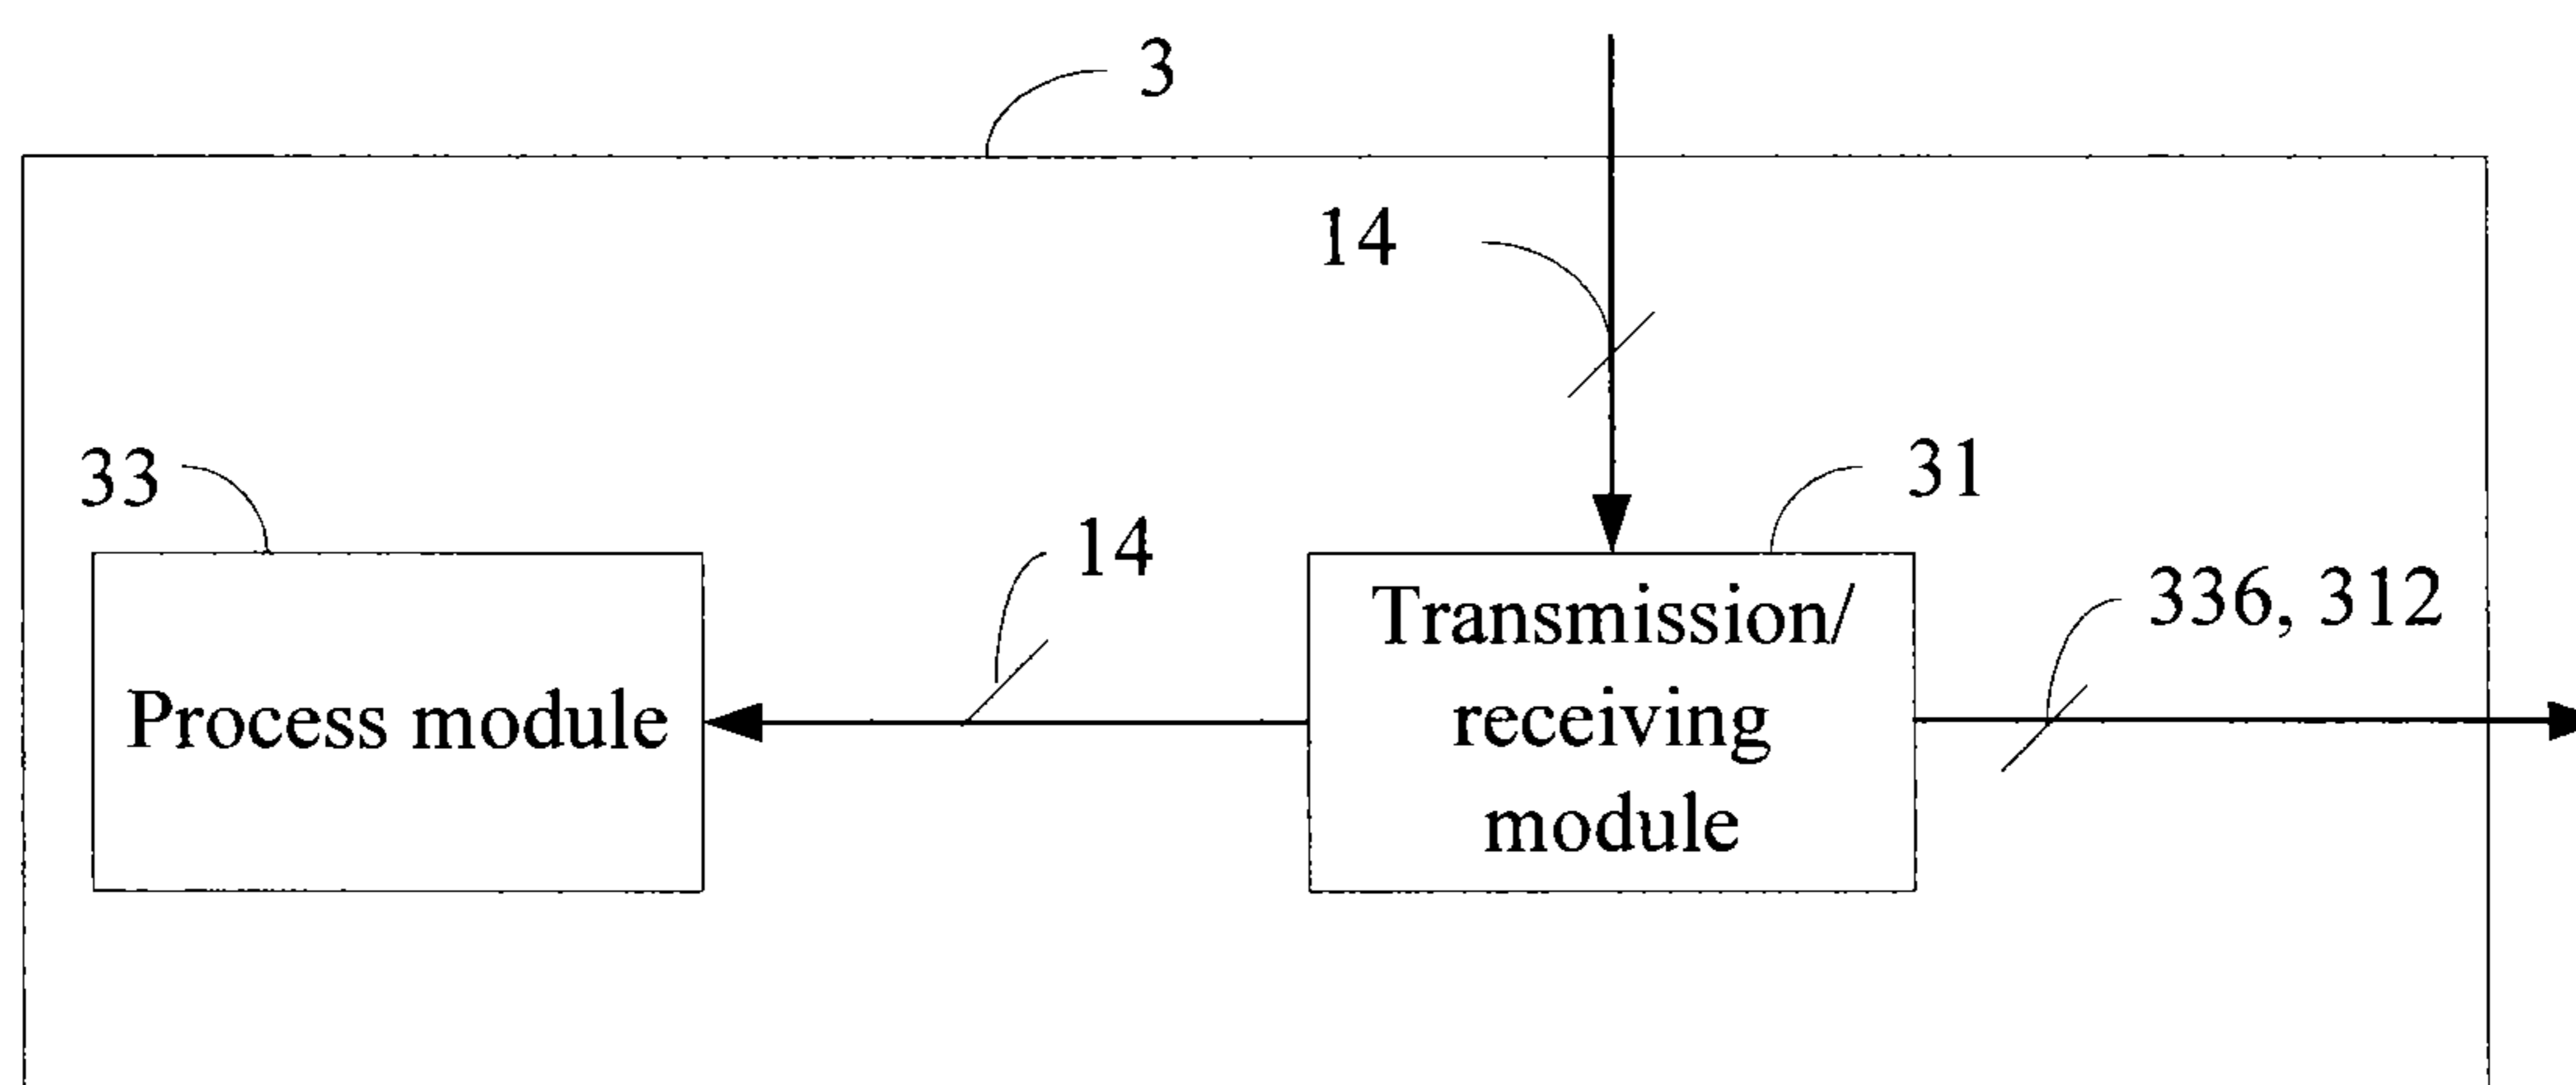 3
14
33
31
14
336, 312
Process module
Transmission/
receiving
module